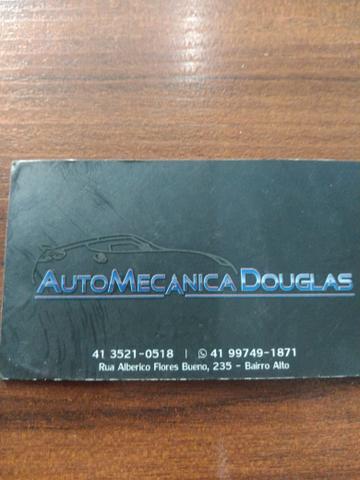 AUTOMECANICA DOUGLAS
41 3521-0518 | 41 99749-1871
Rua Alberico Flores Bueno, 235 - Bairro Alto